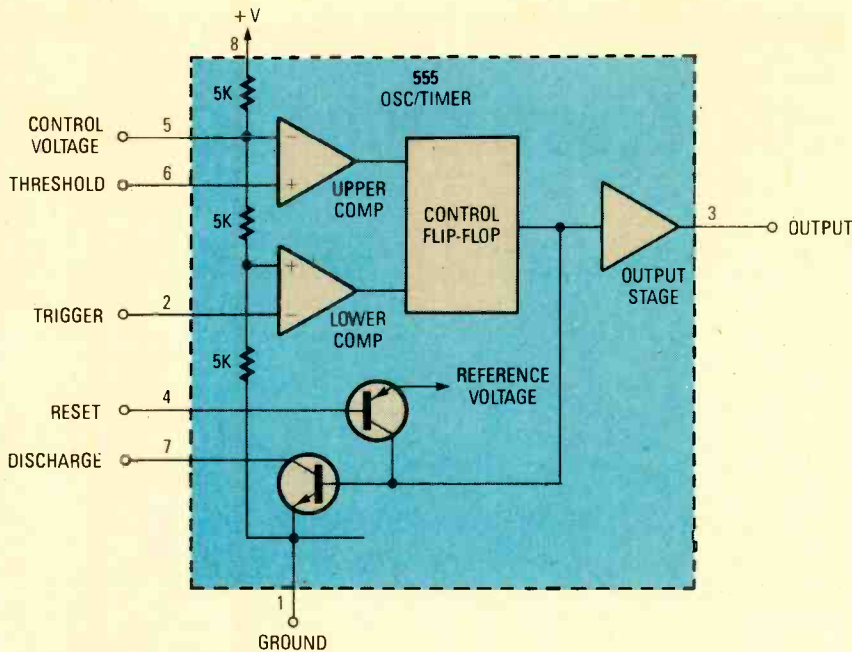 +V
8
555
OSC/TIMER
5K
CONTROL
VOLTAGE
5
−
6
+
THRESHOLD
UPPER
COMP
CONTROL
FLIP-FLOP
5K
3
OUTPUT
OUTPUT
STAGE
+ +
2
−
TRIGGER
LOWER
COMP
5K
REFERENCE
VOLTAGE
4
RESET
7
DISCHARGE
1
GROUND